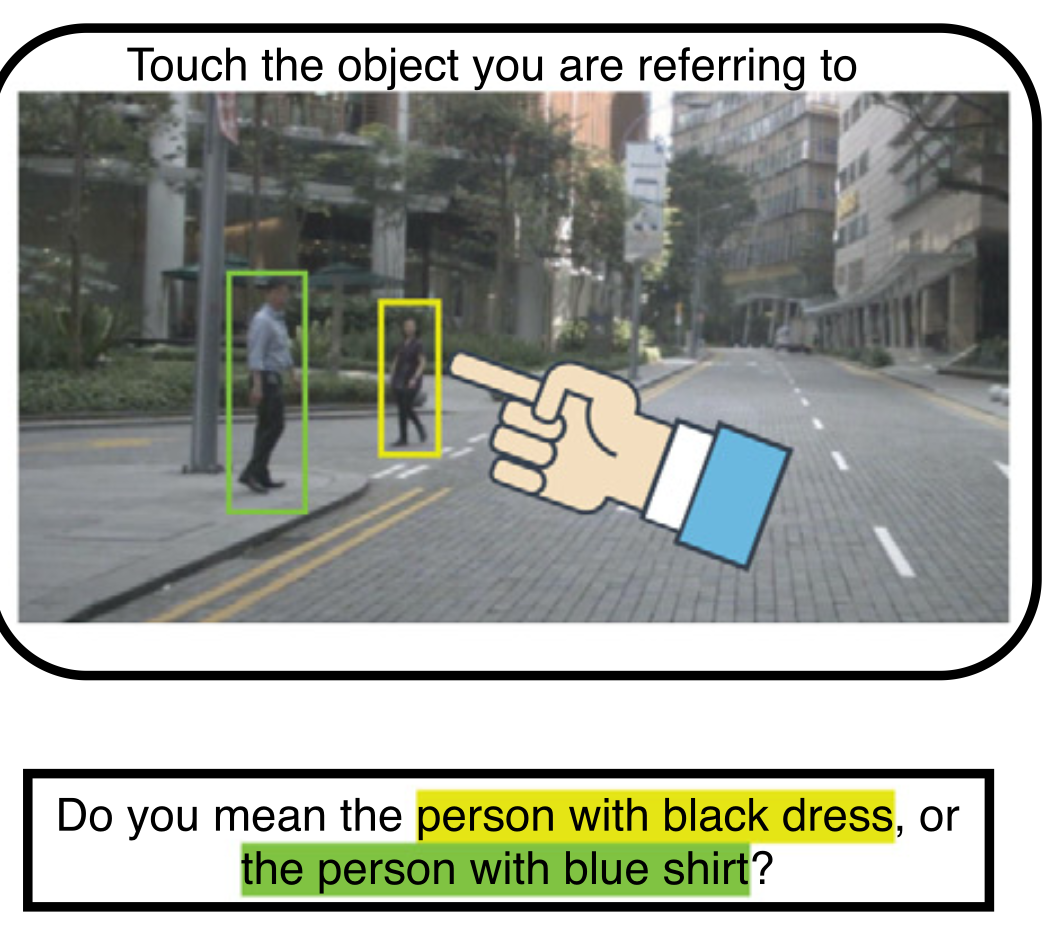 Touch the object you are referring to
Do you mean the person with black dress, or
the person with blue shirt?